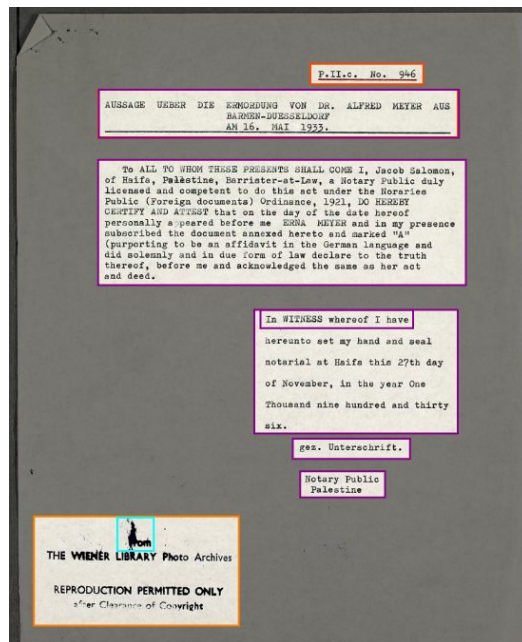 P.II.c. No. 946
AUSSAGE UEBER DIE ERMORDUNG VON DR. ALFRED MEYER AUS
BARMEN-DUESSELDORF
AM 16. MAI 1933.
To ALL TO WHOM THESE PRESENTS SHALL COME I, Jacob Salomon,
of Haifa, Palestine, Barrister-at-Law, a Notary Public duly
licensed and competent to do this act under the Noraries
Public (Foreign documents) Ordinance, 1921, DO HEREBY
CERTIFY AND ATTEST that on the day of the date hereof
personally appeared before me ERNA MEYER and in my presence
subscribed the document annexed hereto and marked "A"
(purporting to be an affidavit in the German language and
did solemnly and in due form of law declare to the truth
thereof, before me and acknowledged the same as her act
and deed.
In WITNESS whereof I have
hereunto set my hand and seal
notarial at Haifa this 27th day
of November, in the year One
Thousand nine hundred and thirty
six.
gez. Unterschrift.
Notary Public
Palestine
from
THE WIENER LIBRARY Photo Archives
REPRODUCTION PERMITTED ONLY
after Clearance of Copyright